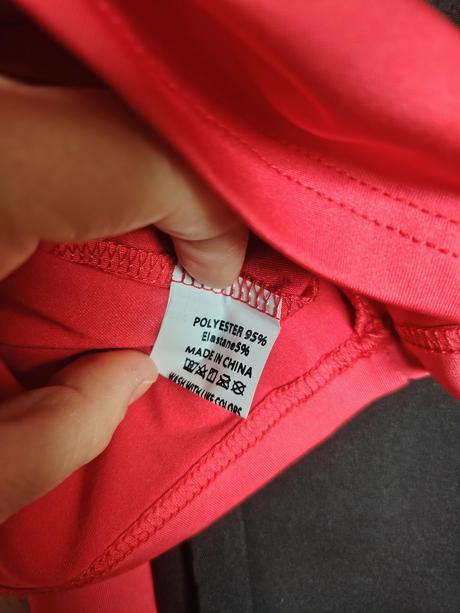 POLYESTER 95%
Elastane5%
MADE IN CHINA
WASH WITH LIKE COLORS